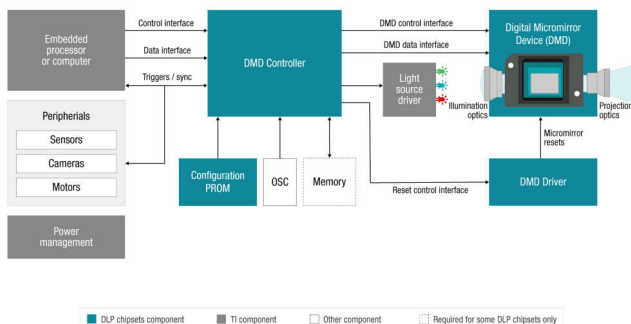 Embedded
processor
or computer
Control interface
Data interface
Triggers / sync
DMD Controller
DMD control interface
DMD data interface
Digital Micromirror
Device (DMD)
Light
source
driver
Illumination
optics
Projection
optics
Micromirror
resets
Peripherials
Sensors
Cameras
Motors
Configuration
PROM
OSC
Memory
Reset control interface
DMD Driver
Power
management
DLP chipsets component
TI component
Other component
Required for some DLP chipsets only